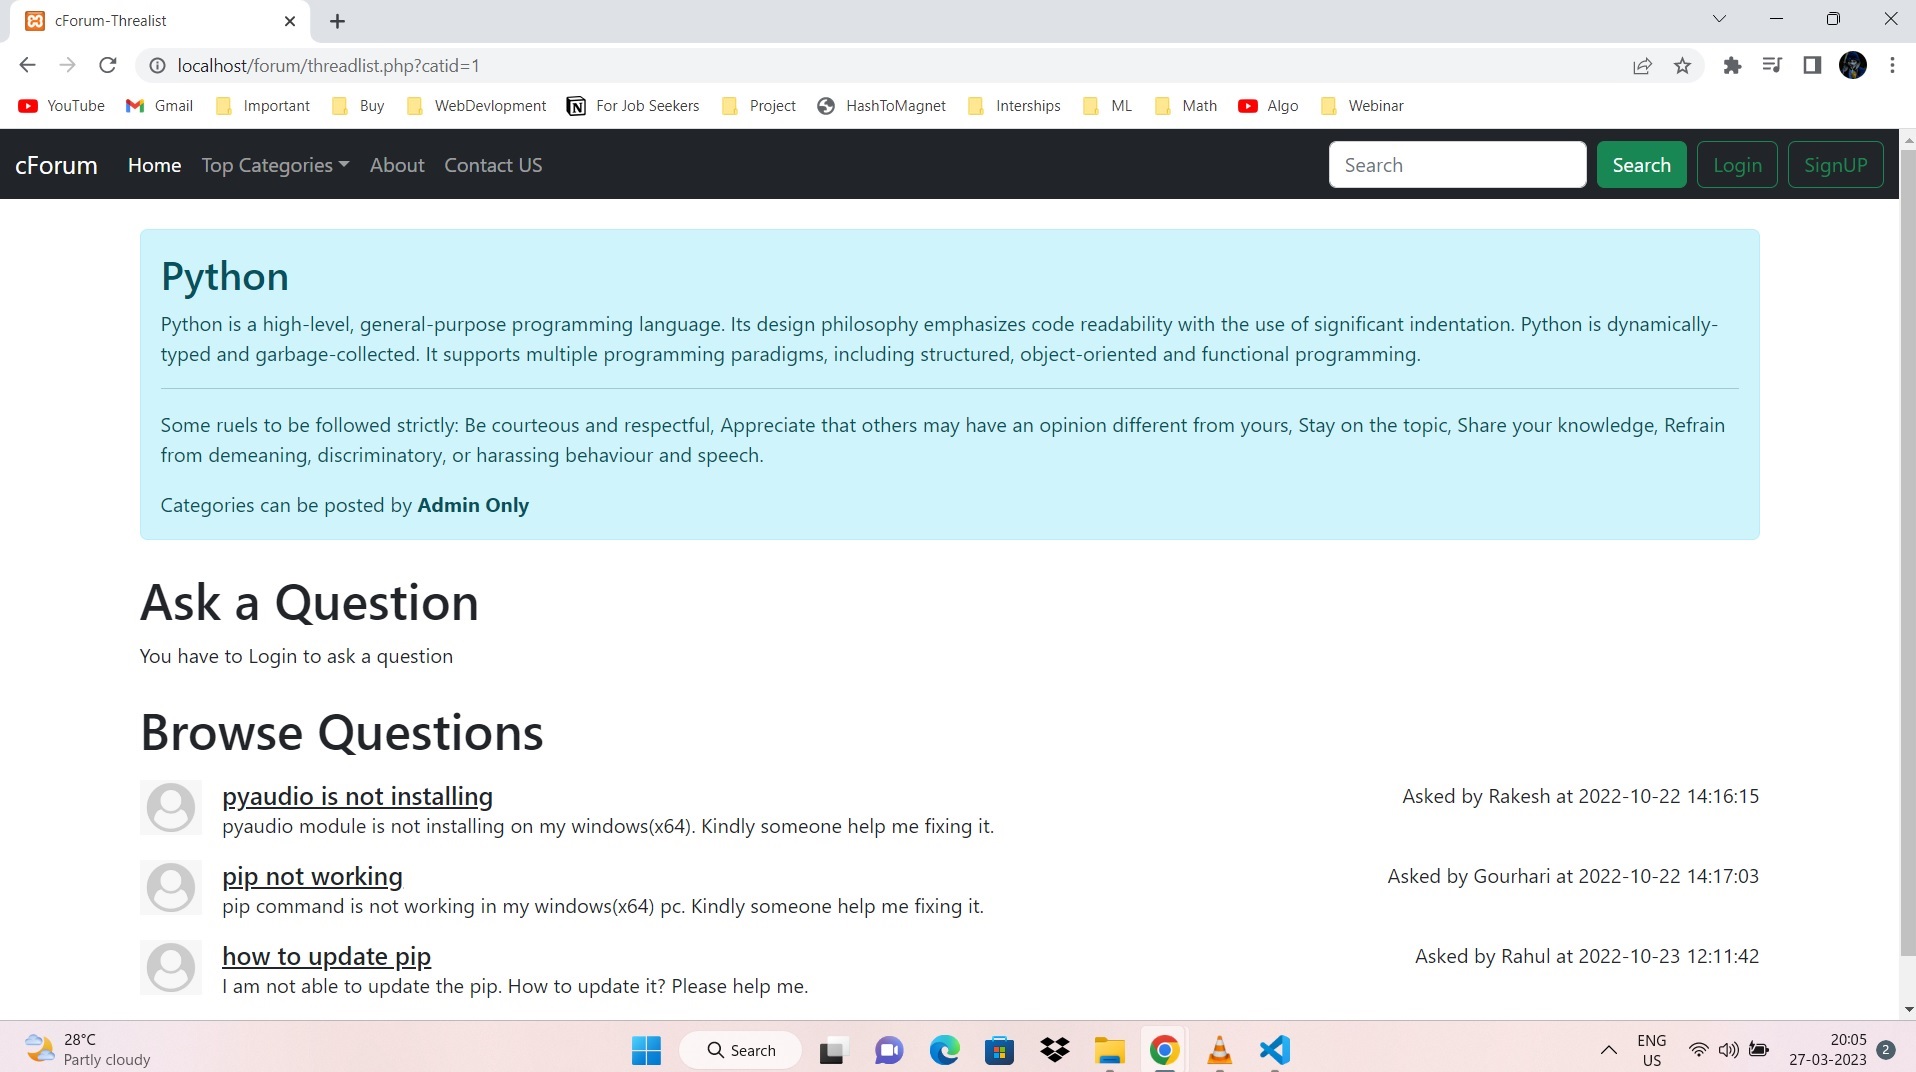 cForum-Threalist
localhost/forum/threadlist.php?catid=1
YouTube Gmail Important Buy WebDevlopment For Job Seekers Project HashToMagnet Interships ML Math Algo Webinar
cForum Home Top Categories About Contact US Search Search Login SignUP
Python
Python is a high-level, general-purpose programming language. Its design philosophy emphasizes code readability with the use of significant indentation. Python is dynamically-
typed and garbage-collected. It supports multiple programming paradigms, including structured, object-oriented and functional programming.
Some ruels to be followed strictly: Be courteous and respectful, Appreciate that others may have an opinion different from yours, Stay on the topic, Share your knowledge, Refrain
from demeaning, discriminatory, or harassing behaviour and speech.
Categories can be posted by Admin Only
Ask a Question
You have to Login to ask a question
Browse Questions
pyaudio is not installing Asked by Rakesh at 2022-10-22 14:16:15
pyaudio module is not installing on my windows(x64). Kindly someone help me fixing it.
pip not working Asked by Gourhari at 2022-10-22 14:17:03
pip command is not working in my windows(x64) pc. Kindly someone help me fixing it.
how to update pip Asked by Rahul at 2022-10-23 12:11:42
I am not able to update the pip. How to update it? Please help me.
28°C
Partly cloudy
Search
ENG
US
20:05
27-03-2023
2